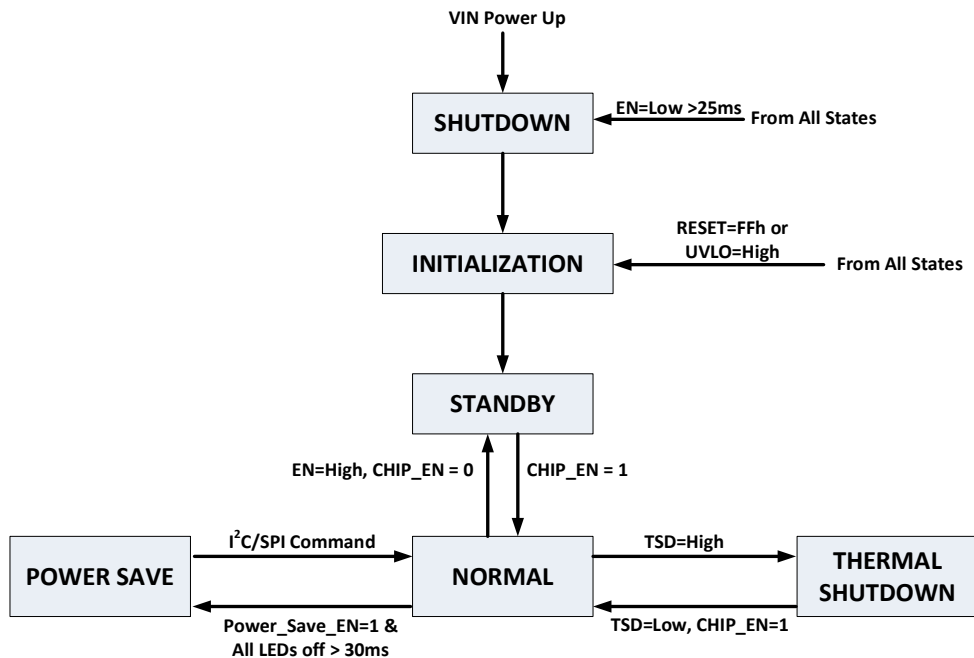 VIN Power Up
SHUTDOWN
EN=Low >25ms
From All States
RESET=FFh or
UVLO=High
INITIALIZATION
From All States
STANDBY
EN=High, CHIP_EN = 0
CHIP_EN = 1
I²C/SPI Command
TSD=High
POWER SAVE
NORMAL
THERMAL
SHUTDOWN
Power_Save_EN=1 &
All LEDs off > 30ms
TSD=Low, CHIP_EN=1